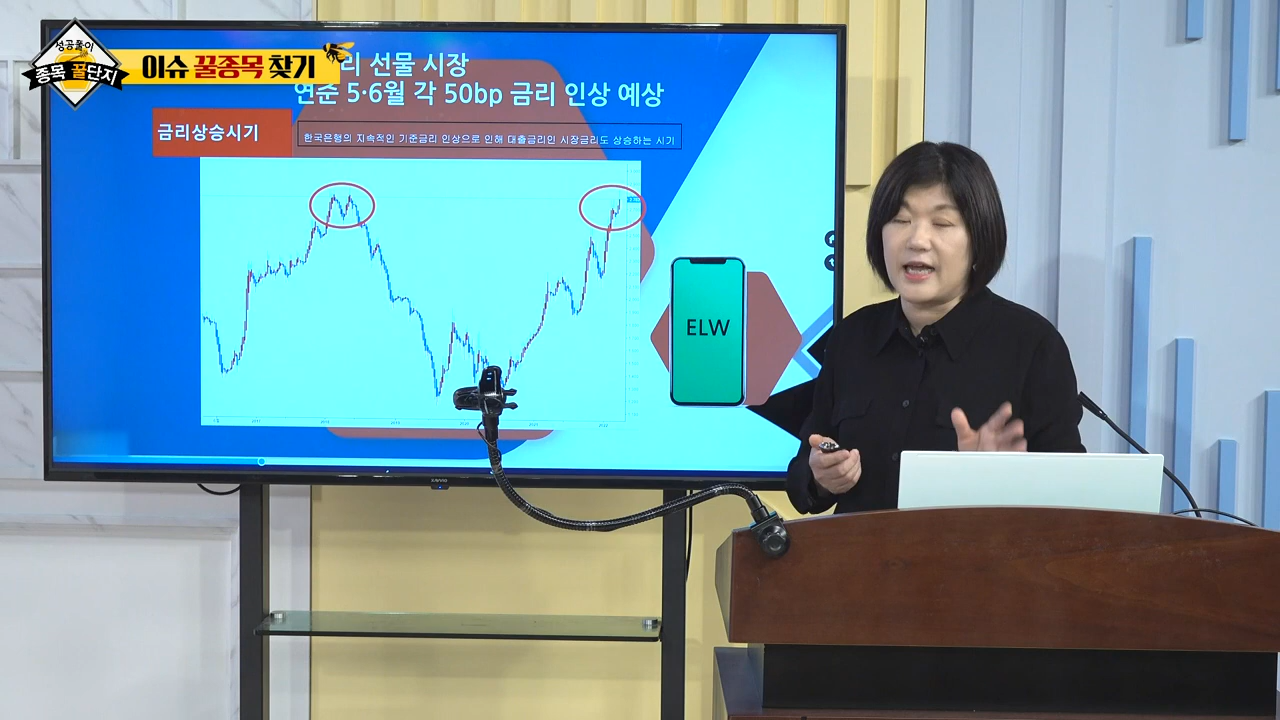 성공풀이
종목 꿀단지
이슈 꿀종목 찾기
리 선물 시장
연준 5·6월 각 50bp 금리 인상 예상
금리상승시기
한국은행의 지속적인 기준금리 인상으로 인해 대출금리인 시장금리도 상승하는 시기
ELW